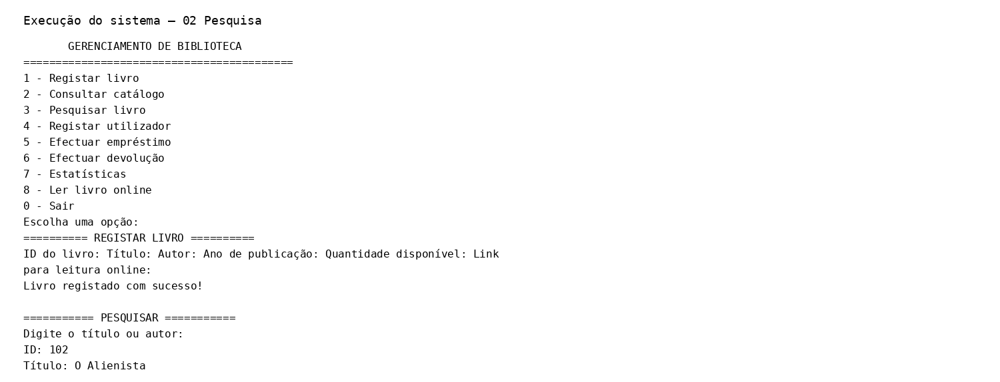 Execução do sistema — 02 Pesquisa
GERENCIAMENTO DE BIBLIOTECA
==========================================
1 - Registar livro
2 - Consultar catálogo
3 - Pesquisar livro
4 - Registar utilizador
5 - Efectuar empréstimo
6 - Efectuar devolução
7 - Estatísticas
8 - Ler livro online
0 - Sair
Escolha uma opção:
========== REGISTAR LIVRO ==========
ID do livro: Título: Autor: Ano de publicação: Quantidade disponível: Link
para leitura online:
Livro registado com sucesso!
=========== PESQUISAR ===========
Digite o título ou autor:
ID: 102
Título: O Alienista